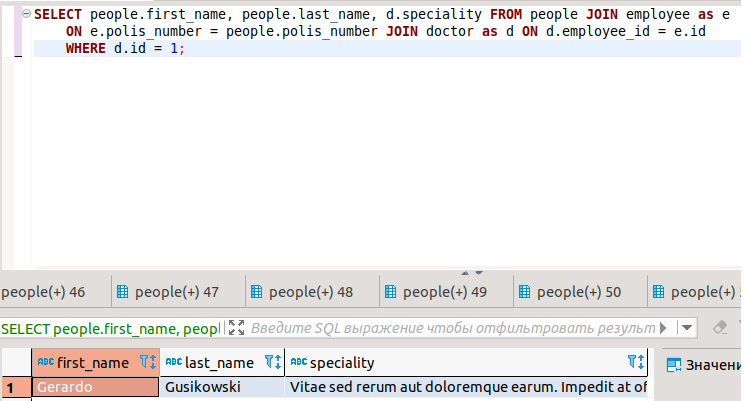 SELECT people.first_name, people.last_name, d.speciality FROM people JOIN employee as e
ON e.polis_number = people.polis_number JOIN doctor as d ON d.employee_id = e.id
WHERE d.id = 1;
people(+) 46 people(+) 47 people(+) 48 people(+) 49 people(+) 50 people(+)
SELECT people.first_name, peopl Введите SQL выражение чтобы отфильтровать результ
ABC first_name ABC last_name ABC speciality Значени
1 Gerardo Gusikowski Vitae sed rerum aut doloremque earum. Impedit at of